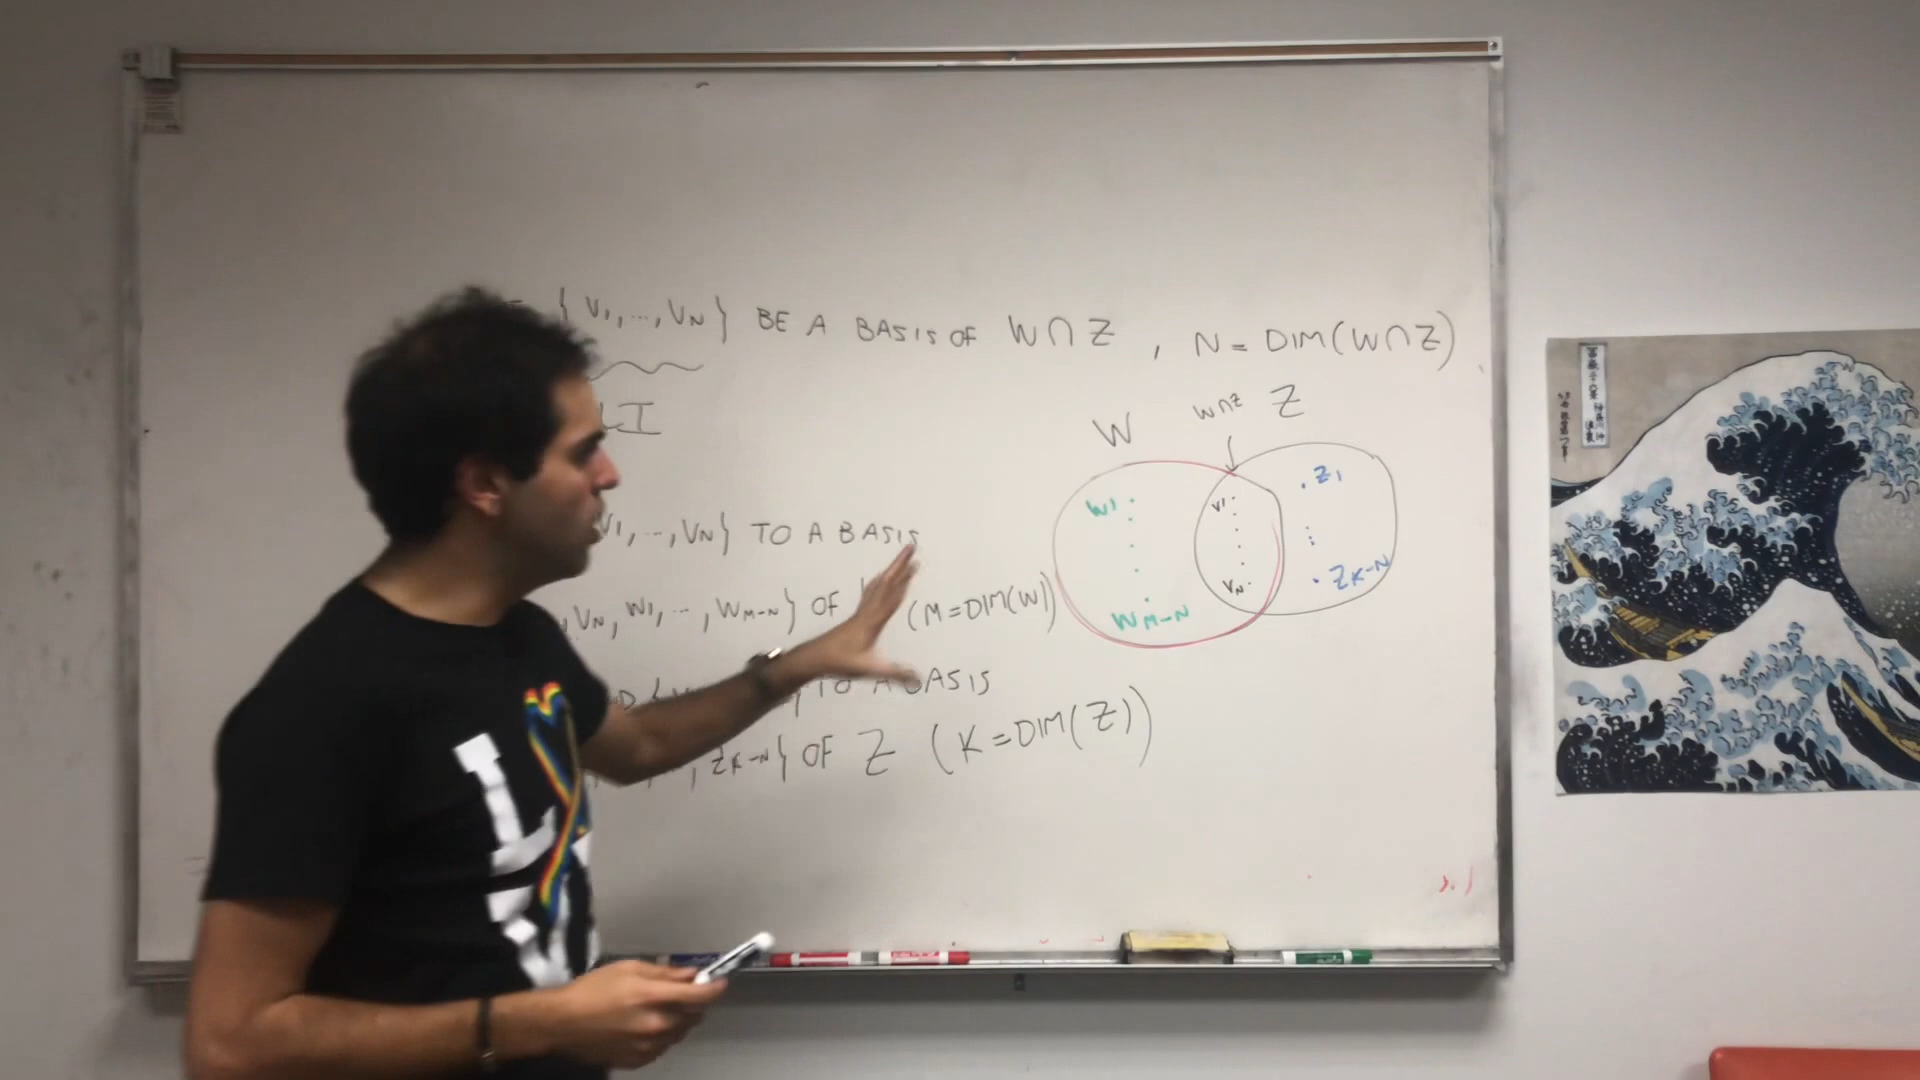 {V1, ..., VN} BE A BASIS OF W∩Z , N = DIM(W∩Z)
LI
W
W∩Z
Z
W1
V1
Z1
V1, ..., VN} TO A BASIS
VN
ZK-N
, VN, W1, ..., WM-N} OF (M=DIM(W))
WM-N
TO A BASIS
, ZK-N} OF Z (K=DIM(Z))